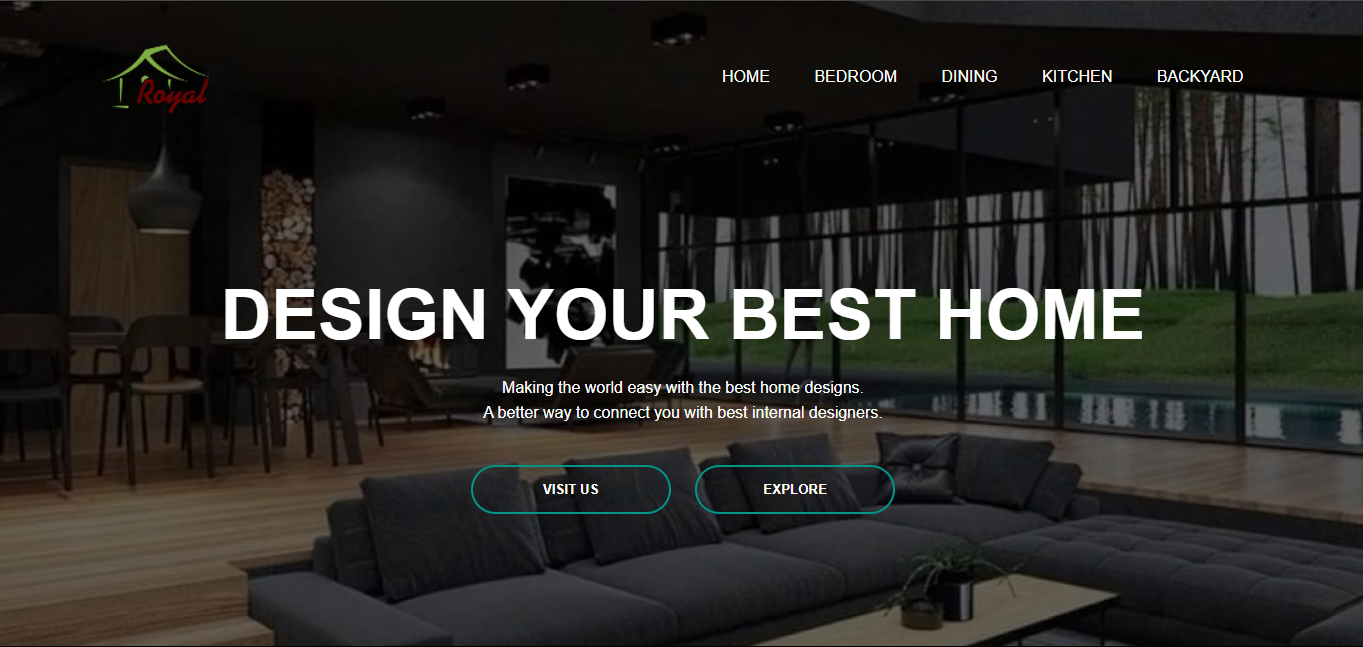 Royal
HOME BEDROOM DINING KITCHEN BACKYARD
DESIGN YOUR BEST HOME
Making the world easy with the best home designs.
A better way to connect you with best internal designers.
VISIT US EXPLORE